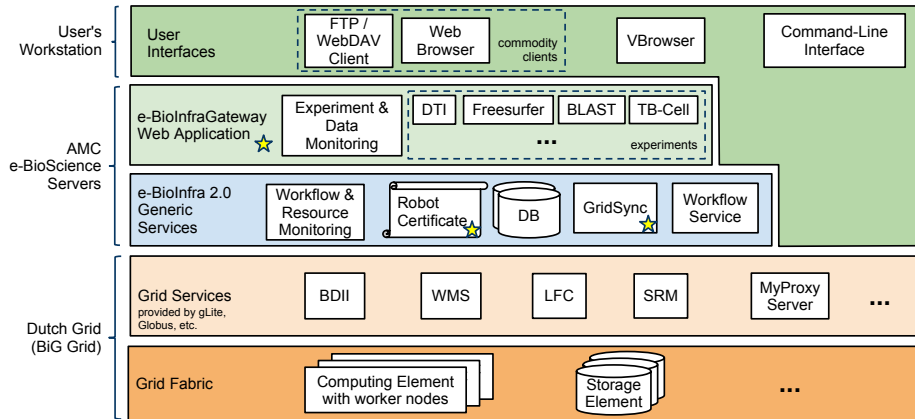 User's
Workstation
User
Interfaces
FTP /
WebDAV
Client
Web
Browser
commodity
clients
VBrowser
Command-Line
Interface
AMC
e-BioScience
Servers
e-BioInfraGateway
Web Application
Experiment &
Data
Monitoring
DTI
Freesurfer
BLAST
TB-Cell
...
experiments
e-BioInfra 2.0
Generic
Services
Workflow &
Resource
Monitoring
Robot
Certificate
DB
GridSync
Workflow
Service
Dutch Grid
(BiG Grid)
Grid Services
provided by gLite,
Globus, etc.
BDII
WMS
LFC
SRM
MyProxy
Server
...
Grid Fabric
Computing Element
with worker nodes
Storage
Element
...